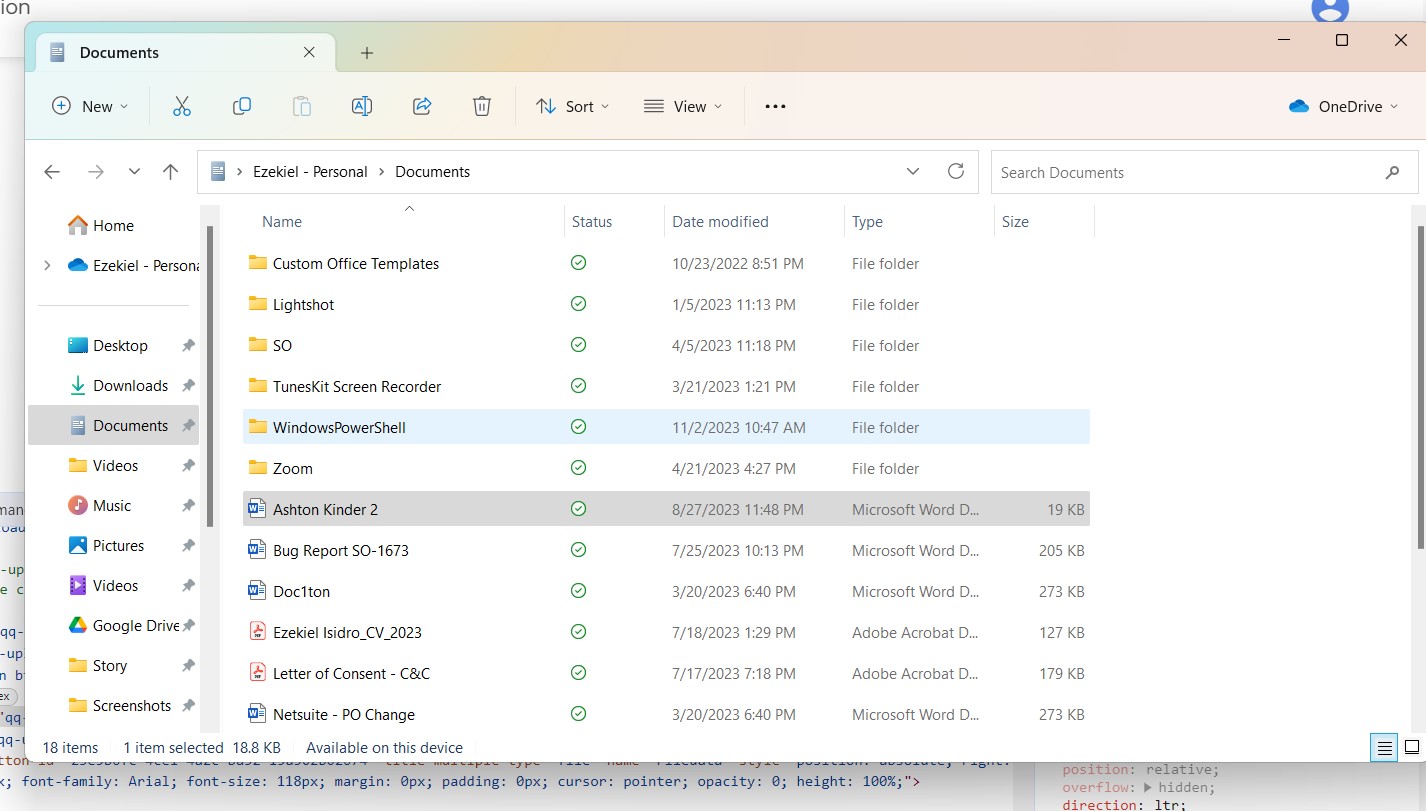 ion
Documents
New
Sort
View
OneDrive
Ezekiel - Personal > Documents
Search Documents
Home
Ezekiel - Persona
Desktop
Downloads
Documents
Videos
Music
Pictures
Videos
Google Drive
Story
Screenshots
Name Status Date modified Type Size
Custom Office Templates 10/23/2022 8:51 PM File folder
Lightshot 1/5/2023 11:13 PM File folder
SO 4/5/2023 11:18 PM File folder
TunesKit Screen Recorder 3/21/2023 1:21 PM File folder
WindowsPowerShell 11/2/2023 10:47 AM File folder
Zoom 4/21/2023 4:27 PM File folder
Ashton Kinder 2 8/27/2023 11:48 PM Microsoft Word D... 19 KB
Bug Report SO-1673 7/25/2023 10:13 PM Microsoft Word D... 205 KB
Doc1ton 3/20/2023 6:40 PM Microsoft Word D... 273 KB
Ezekiel Isidro_CV_2023 7/18/2023 1:29 PM Adobe Acrobat D... 127 KB
Letter of Consent - C&C 7/17/2023 7:18 PM Adobe Acrobat D... 179 KB
Netsuite - PO Change 3/20/2023 6:40 PM Microsoft Word D... 273 KB
18 items 1 item selected 18.8 KB Available on this device
x; font-family: Arial; font-size: 118px; margin: 0px; padding: 0px; cursor: pointer; opacity: 0; height: 100%;">
position: relative;
overflow: hidden;
direction: ltr;